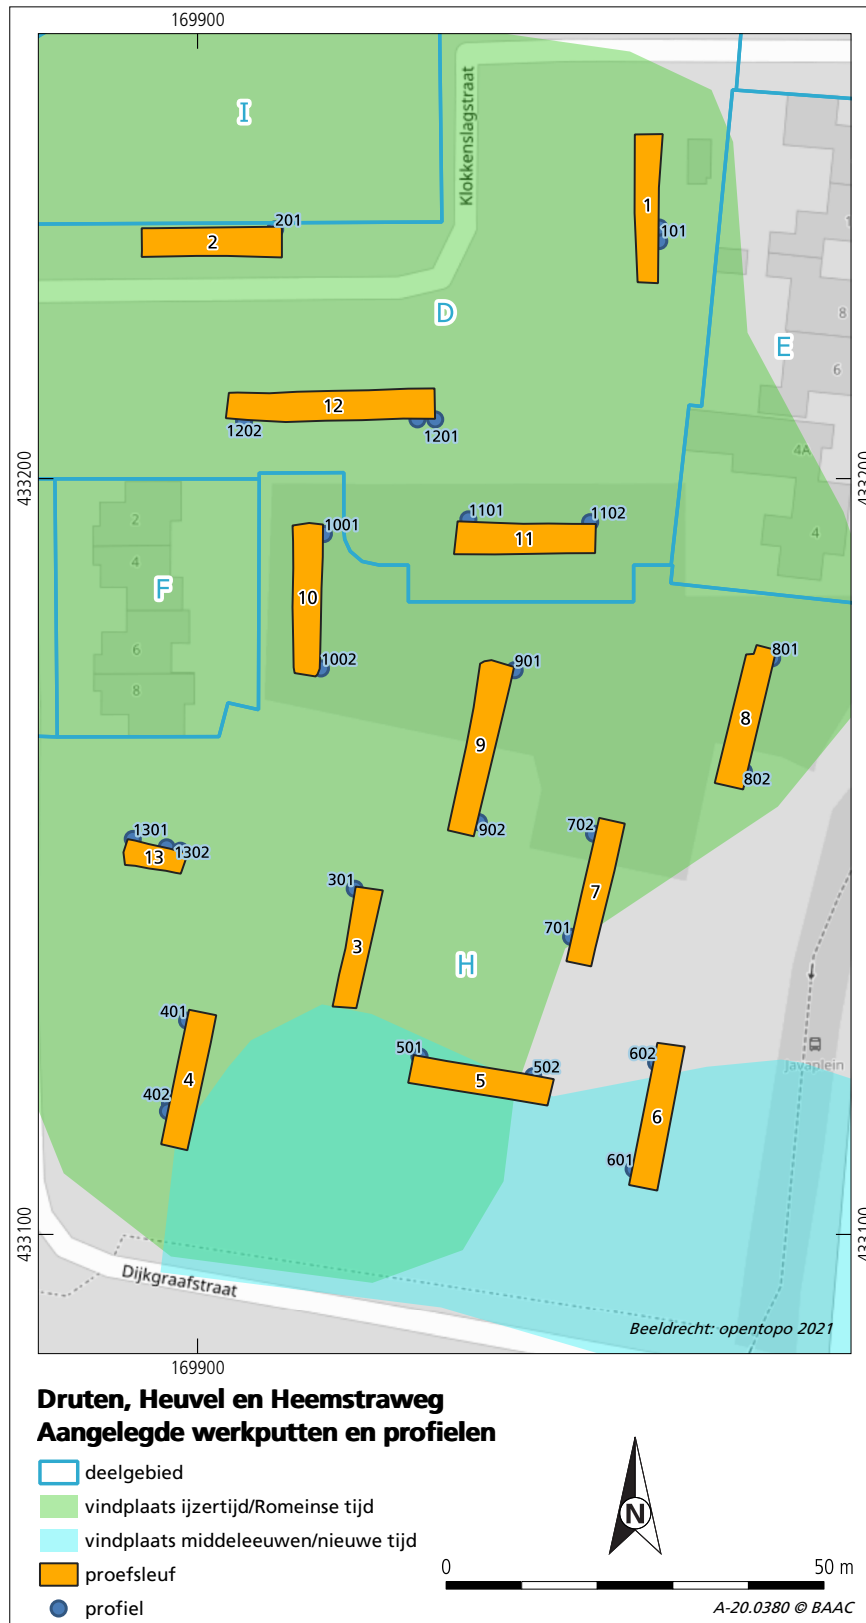 169900
I
Klokkenslagstraat
1
101
201
2
D
E
8
6
12
1202
1201
4A
433200
433200
1101
1102
2
1001
11
4
4
F
10
6
1002
8
901
801
8
9
802
902
702
1301
13
1302
301
7
3
701
H
401
501
502
602
Javaplein
4
5
402
6
601
433100
433100
Dijkgraafstraat
Beeldrecht: opentopo 2021
169900
Druten, Heuvel en Heemstraweg
Aangelegde werkputten en profielen
deelgebied
vindplaats ijzertijd/Romeinse tijd
vindplaats middeleeuwen/nieuwe tijd
proefsleuf
profiel
N
0
50 m
A-20.0380 © BAAC